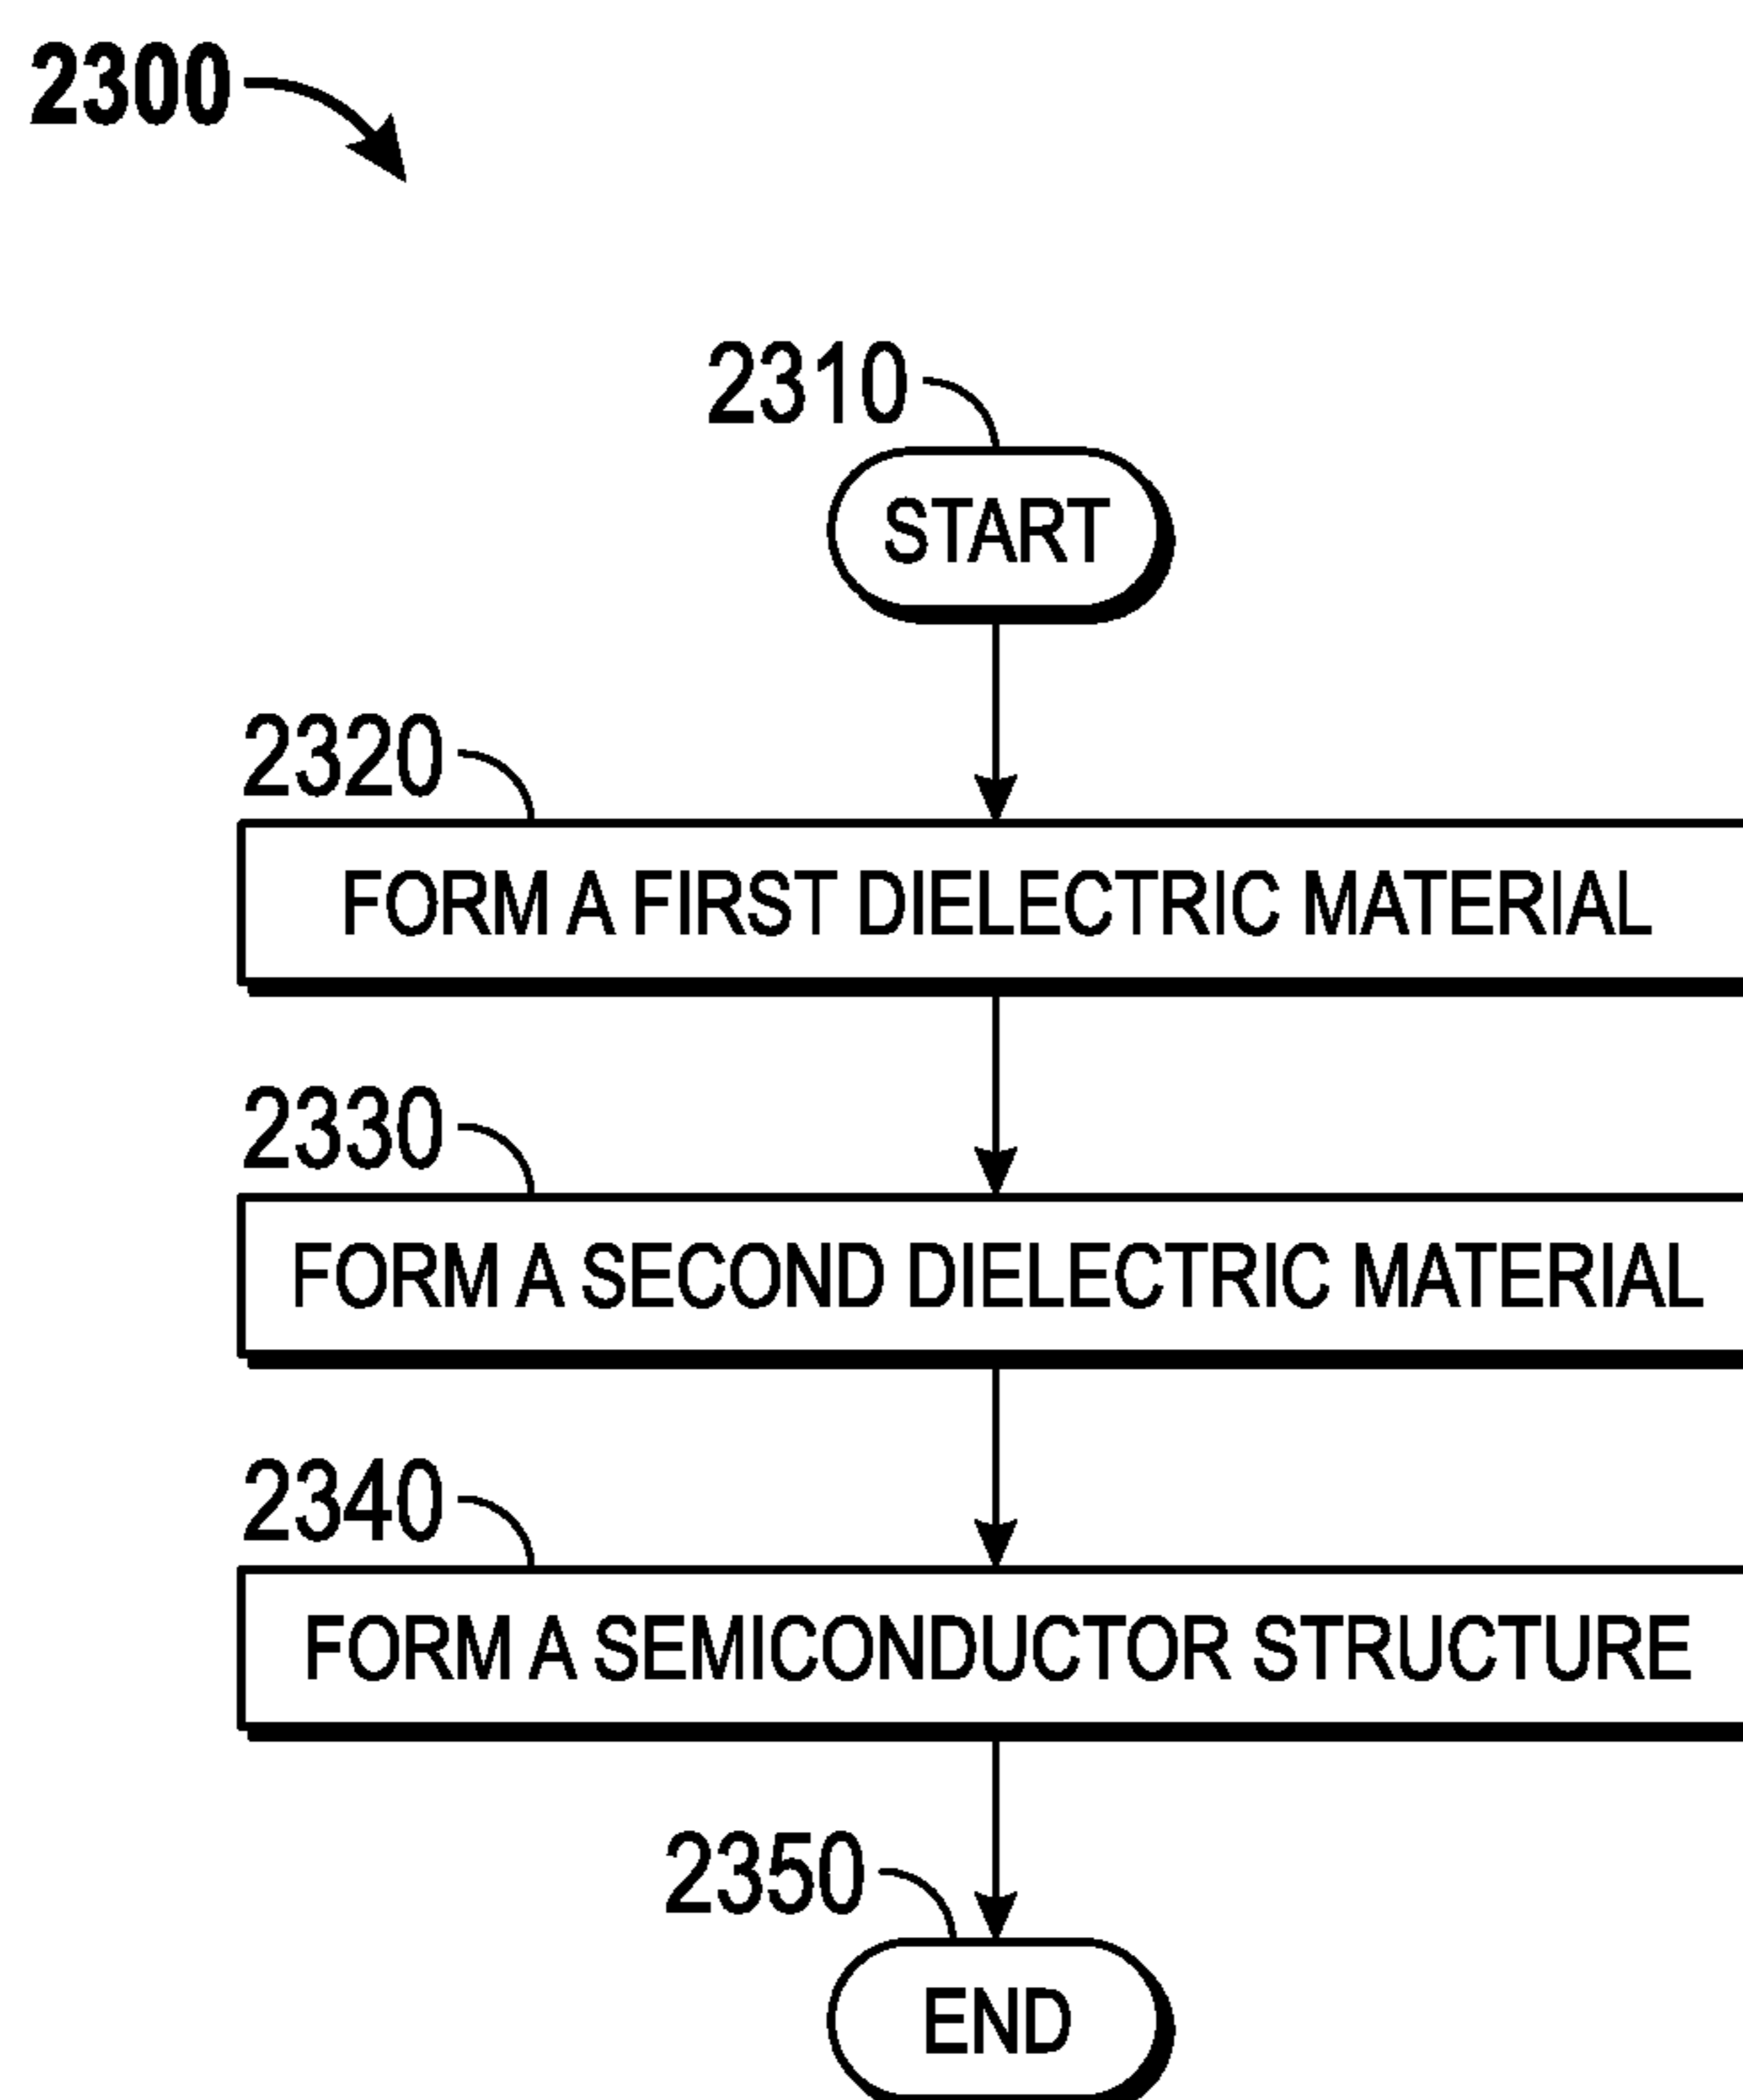 2300
2310
START
2320
FORM A FIRST DIELECTRIC MATERIAL
2330
FORM A SECOND DIELECTRIC MATERIAL
2340
FORM A SEMICONDUCTOR STRUCTURE
2350
END